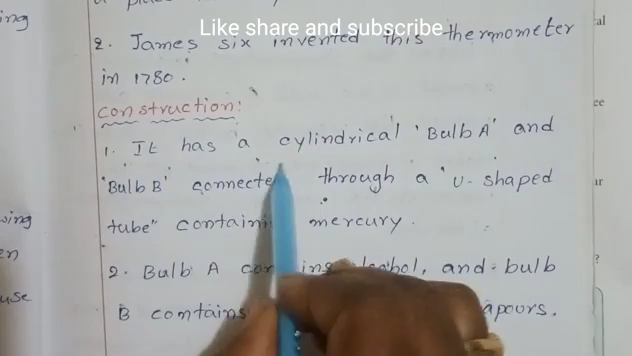 Like share and subscribe
2. James six invented this thermometer
in 1780.
Construction:
1. It has a cylindrical 'Bulb A' and
'Bulb B' connected through a 'U-shaped
tube" containing mercury.
2. Bulb A alcohol, and bulb
B contains apours.